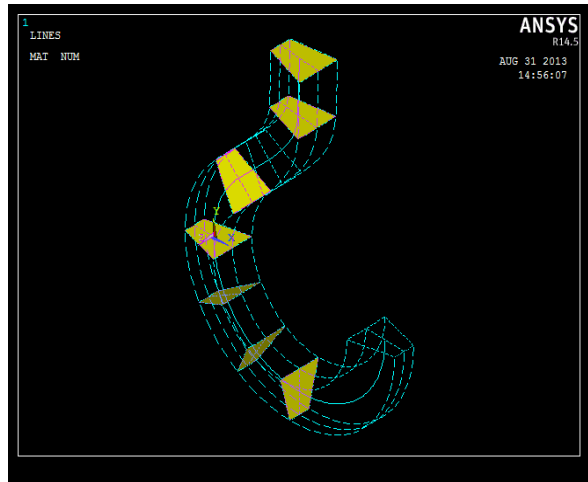 1
LINES
MAT NUM
ANSYS
R14.5
AUG 31 2013
14:56:07
Y
X